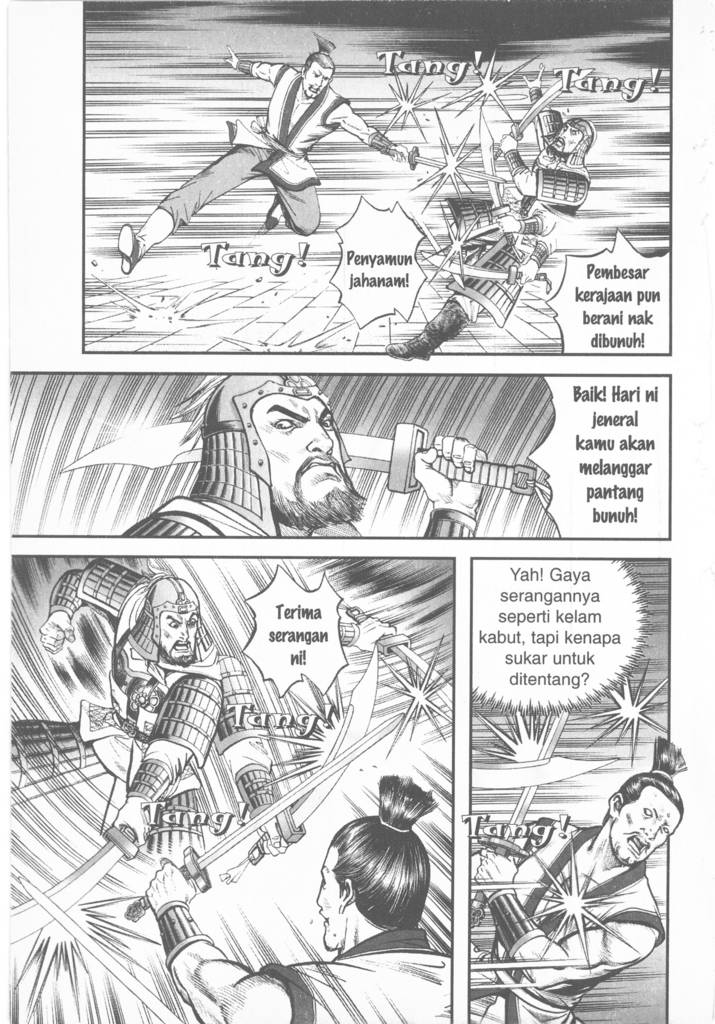 Tang!
Tang!
Tang!
Penyamun
jahanam!
Pembesar
kerajaan pun
berani nak
dibunuh!
Baik! Hari ni
jeneral
kamu akan
melanggar
pantang
bunuh!
Terima
serangan
ni!
Tang!
Tang!
Yah! Gaya
serangannya
seperti kelam
kabut, tapi kenapa
sukar untuk
ditentang?
Tang!